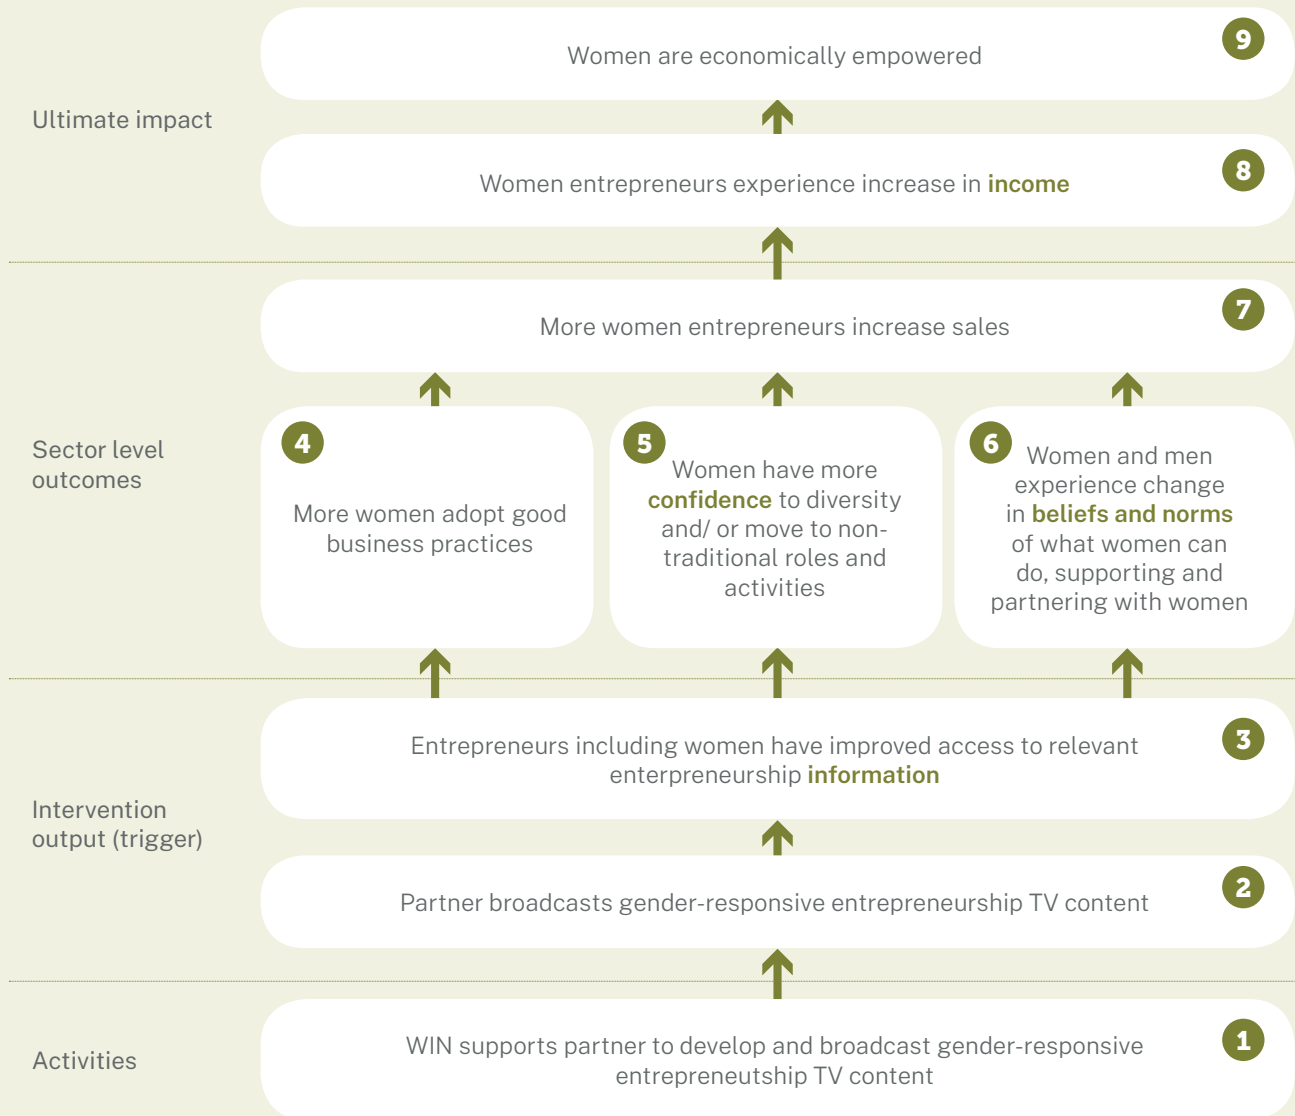 Ultimate impact
9
Women are economically empowered
8
Women entrepreneurs experience increase in income
Sector level
outcomes
7
More women entrepreneurs increase sales
4
More women adopt good
business practices
5
Women have more
confidence to diversity
and/ or move to non-
traditional roles and
activities
6
Women and men
experience change
in beliefs and norms
of what women can
do, supporting and
partnering with women
Intervention
output (trigger)
3
Entrepreneurs including women have improved access to relevant
enterpreneurship information
2
Partner broadcasts gender-responsive entrepreneurship TV content
Activities
1
WIN supports partner to develop and broadcast gender-responsive
entrepreneutship TV content